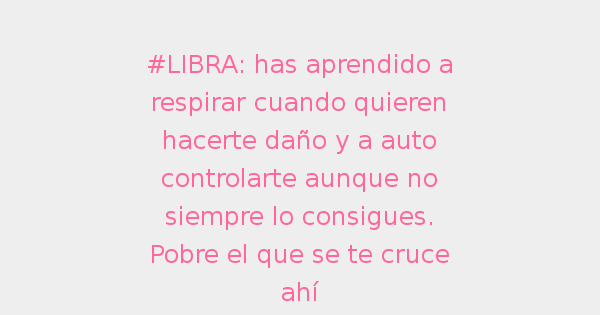 #LIBRA: has aprendido a
respirar cuando quieren
hacerte daño y a auto
controlarte aunque no
siempre lo consigues.
Pobre el que se te cruce
ahí